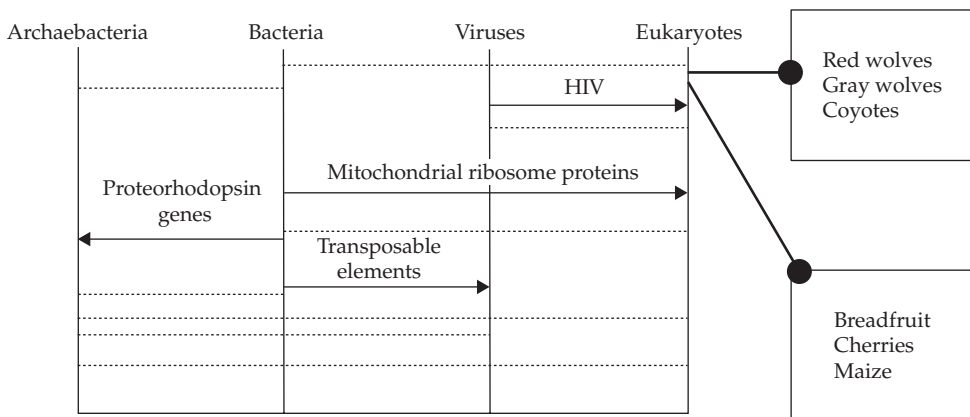 Archaebacteria
Bacteria
Viruses
Eukaryotes
HIV
Mitochondrial ribosome proteins
Proteorhodopsin
genes
Transposable
elements
Red wolves
Gray wolves
Coyotes
Breadfruit
Cherries
Maize